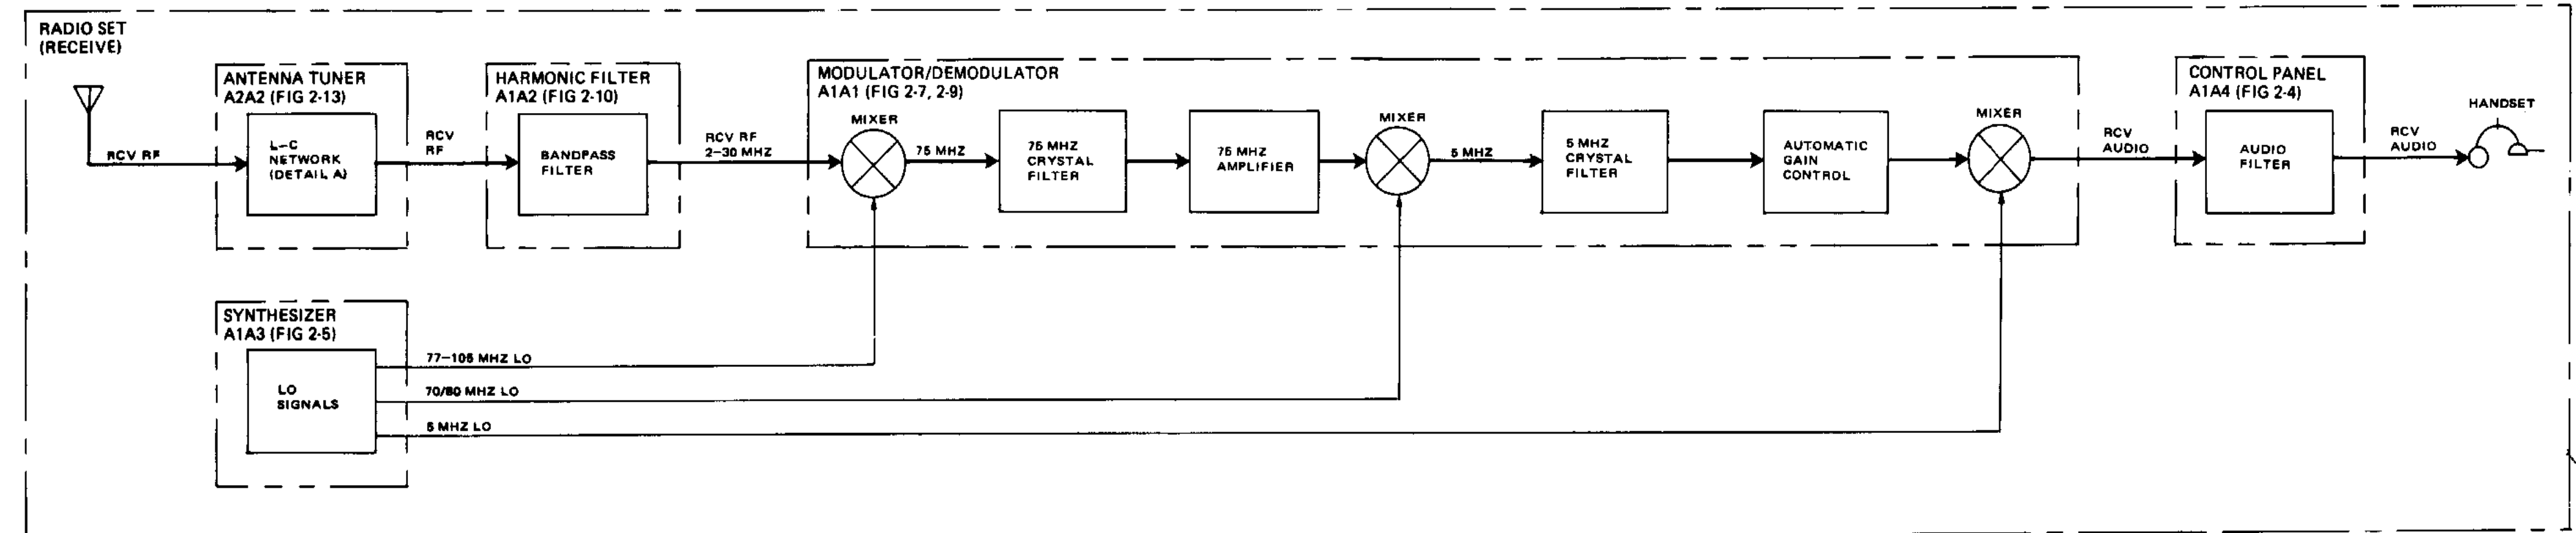 RADIO SET
(RECEIVE)
RCV RF
ANTENNA TUNER
A2A2 (FIG 2-13)
L-C
NETWORK
(DETAIL A)
RCV
RF
HARMONIC FILTER
A1A2 (FIG 2-10)
BANDPASS
FILTER
RCV RF
2-30 MHZ
MODULATOR/DEMODULATOR
A1A1 (FIG 2-7, 2-9)
MIXER
75 MHZ
75 MHZ
CRYSTAL
FILTER
75 MHZ
AMPLIFIER
MIXER
5 MHZ
5 MHZ
CRYSTAL
FILTER
AUTOMATIC
GAIN
CONTROL
MIXER
RCV
AUDIO
CONTROL PANEL
A1A4 (FIG 2-4)
AUDIO
FILTER
RCV
AUDIO
HANDSET
SYNTHESIZER
A1A3 (FIG 2-5)
LO
SIGNALS
77-105 MHZ LO
70/80 MHZ LO
5 MHZ LO